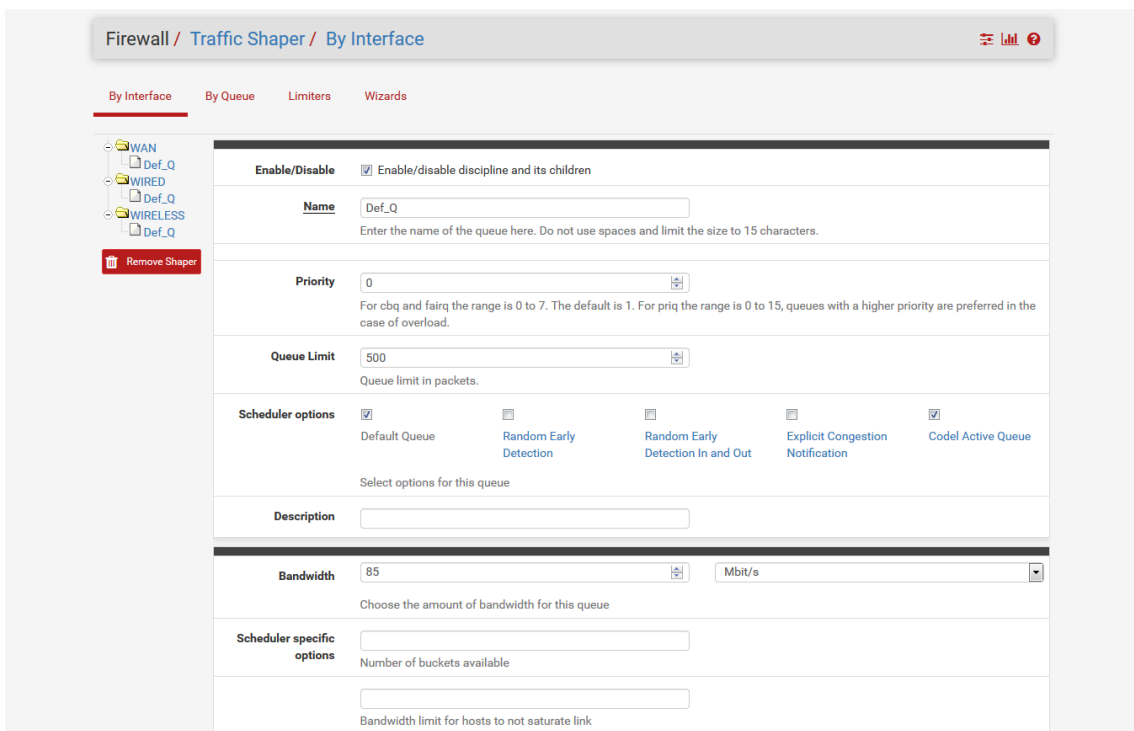 Firewall / Traffic Shaper / By Interface
By Interface By Queue Limiters Wizards
WAN
Def_Q
WIRED
Def_Q
WIRELESS
Def_Q
Remove Shaper
Enable/Disable Enable/disable discipline and its children
Name Def_Q
Enter the name of the queue here. Do not use spaces and limit the size to 15 characters.
Priority 0
For cbq and fairq the range is 0 to 7. The default is 1. For priq the range is 0 to 15, queues with a higher priority are preferred in the
case of overload.
Queue Limit 500
Queue limit in packets.
Scheduler options
Default Queue Random Early Random Early Explicit Congestion Codel Active Queue
Detection Detection In and Out Notification
Select options for this queue
Description
Bandwidth 85 Mbit/s
Choose the amount of bandwidth for this queue
Scheduler specific
options
Number of buckets available
Bandwidth limit for hosts to not saturate link